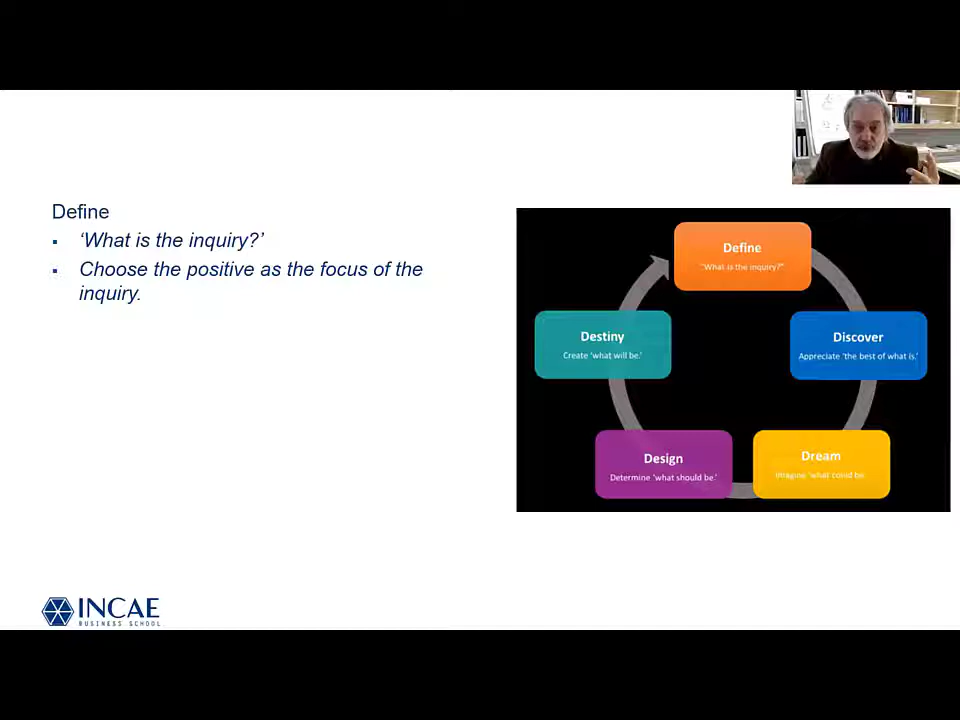 Define
▪ ‘What is the inquiry?’
▪ Choose the positive as the focus of the
inquiry.
Define
"What is the inquiry?"
Discover
Appreciate ‘the best of what is.’
Dream
Imagine ‘what could be.
Design
Determine ‘what should be.’
Destiny
Create ‘what will be.’
INCAE
BUSINESS SCHOOL